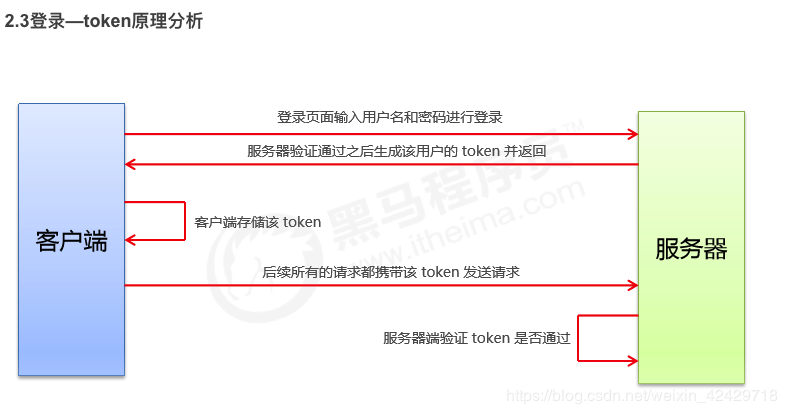 2.3登录—token原理分析
登录页面输入用户名和密码进行登录
服务器验证通过之后生成该用户的 token 并返回
客户端
客户端存储该 token
服务器
后续所有的请求都携带该 token 发送请求
服务器端验证 token 是否通过
黑马程序员™
www.itheima.com
https://blog.csdn.net/weixin_42429718